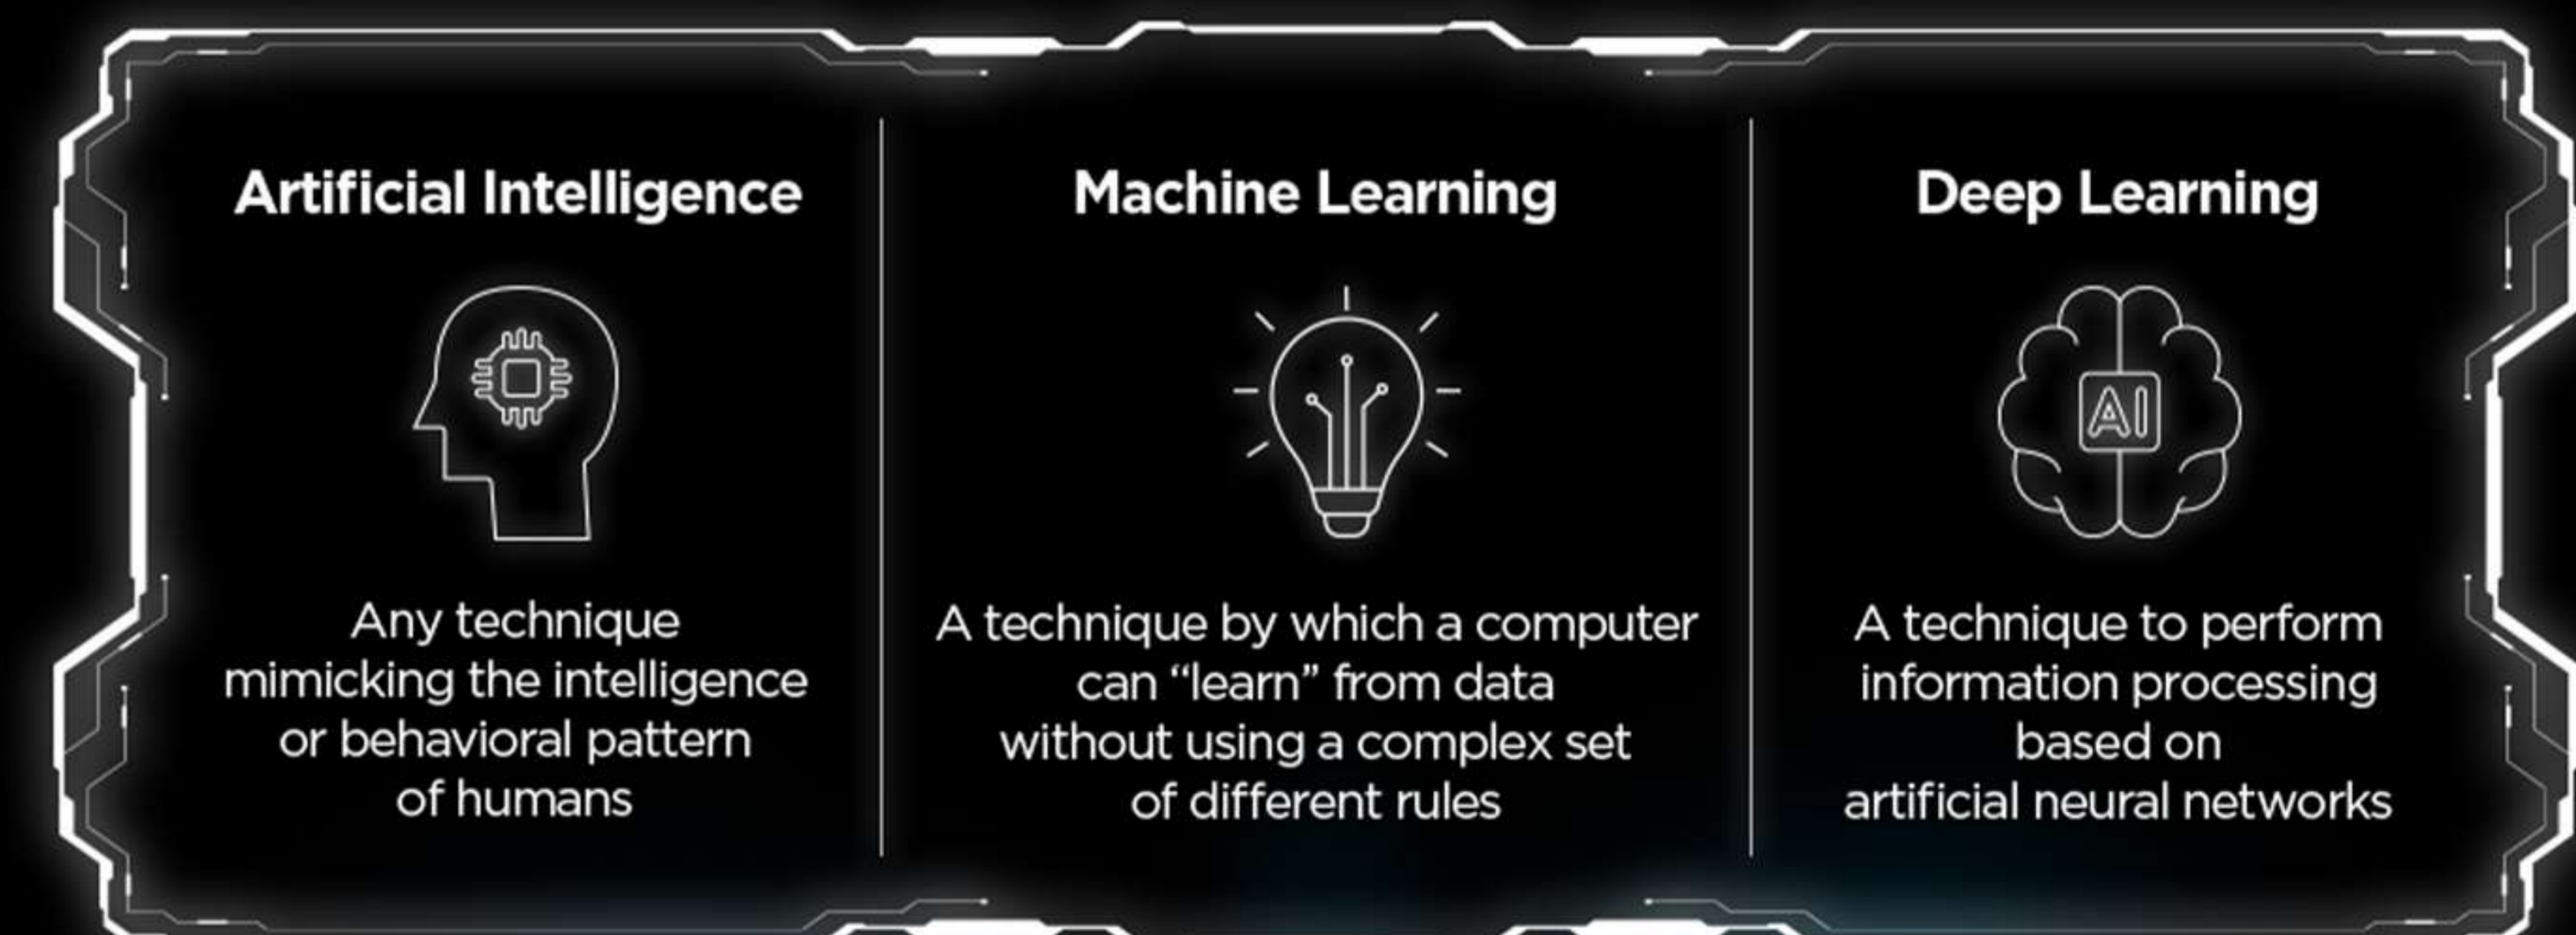 Artificial Intelligence
Any technique
mimicking the intelligence
or behavioral pattern
of humans
Machine Learning
A technique by which a computer
can “learn” from data
without using a complex set
of different rules
Deep Learning
AI
A technique to perform
information processing
based on
artificial neural networks